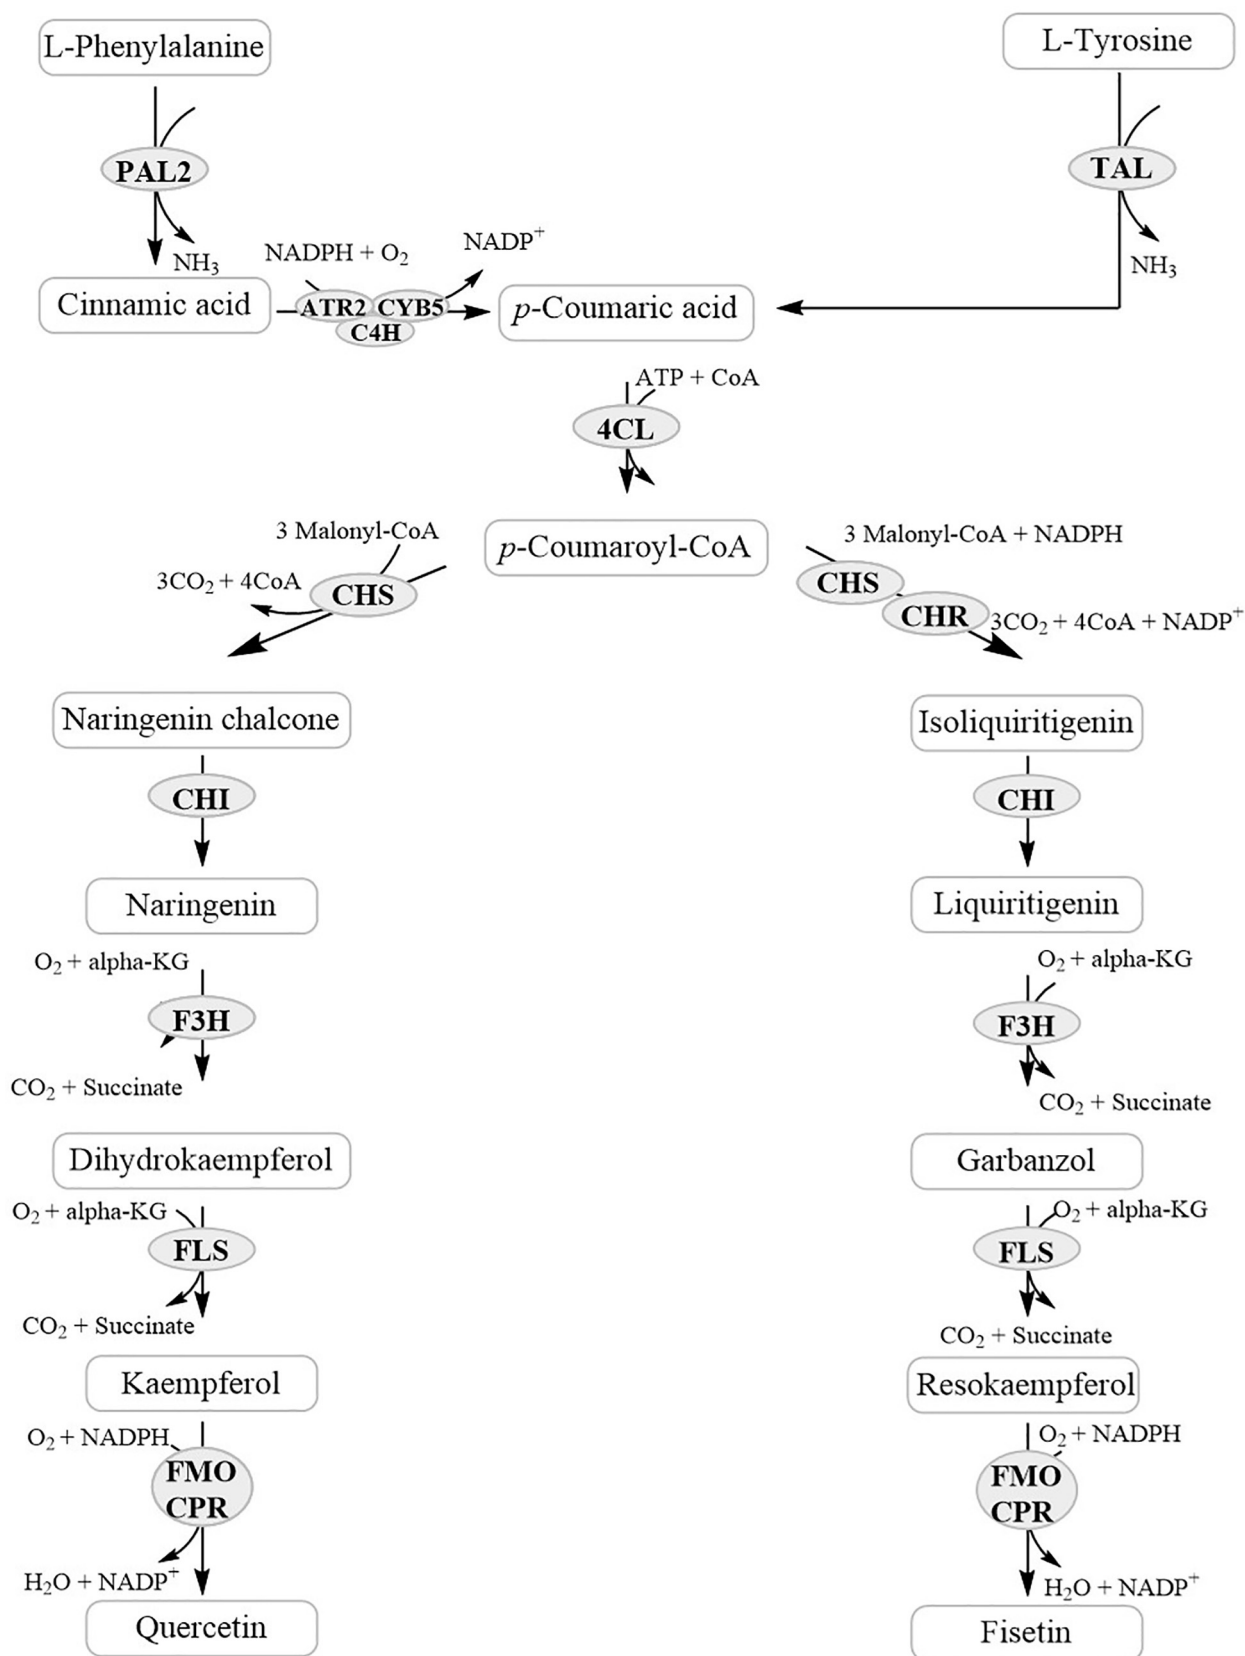 L-Phenylalanine
L-Tyrosine
PAL2
TAL
NH3
NH3
NADPH + O2
NADP+
Cinnamic acid
ATR2 CYB5
C4H
p-Coumaric acid
ATP + CoA
4CL
3 Malonyl-CoA
p-Coumaroyl-CoA
3 Malonyl-CoA + NADPH
3CO2 + 4CoA
CHS
CHS
CHR
3CO2 + 4CoA + NADP+
Naringenin chalcone
Isoliquiritigenin
CHI
CHI
Naringenin
Liquiritigenin
O2 + alpha-KG
O2 + alpha-KG
F3H
F3H
CO2 + Succinate
CO2 + Succinate
Dihydrokaempferol
Garbanzol
O2 + alpha-KG
O2 + alpha-KG
FLS
FLS
CO2 + Succinate
CO2 + Succinate
Kaempferol
Resokaempferol
O2 + NADPH
O2 + NADPH
FMO
CPR
FMO
CPR
H2O + NADP+
H2O + NADP+
Quercetin
Fisetin